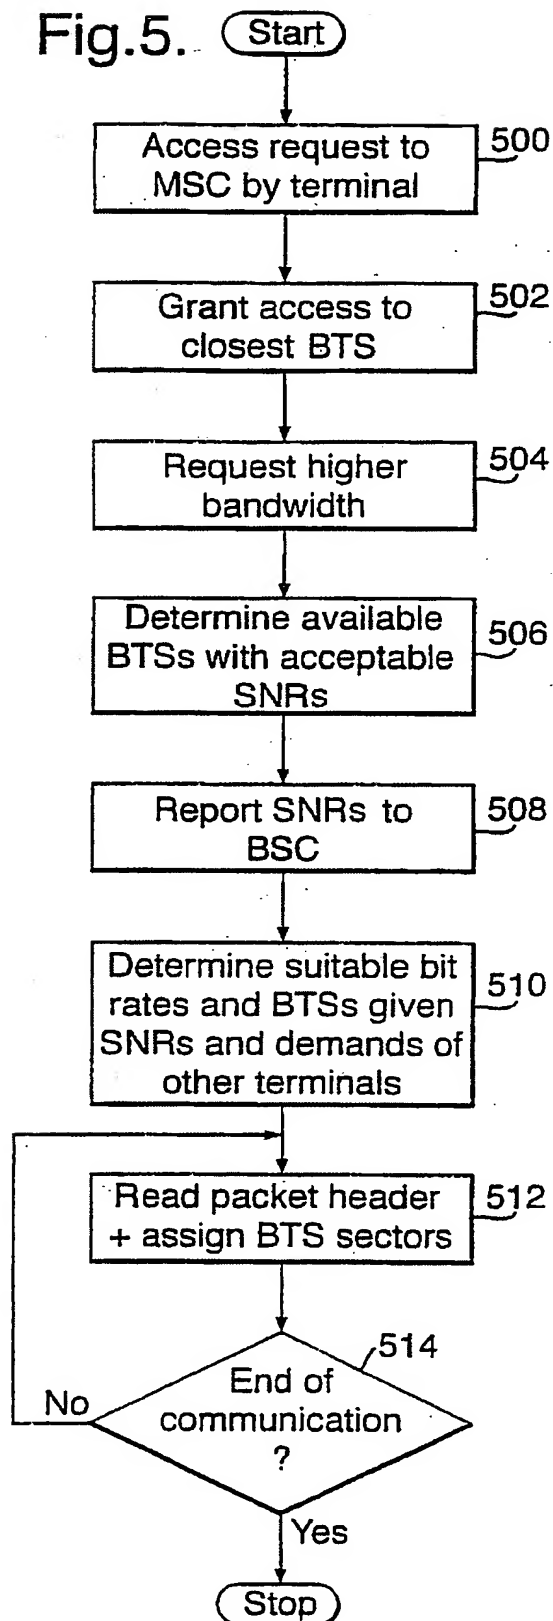 Fig.5.
Start
Access request to
MSC by terminal
500
Grant access to
closest BTS
502
Request higher
bandwidth
504
Determine available
BTSs with acceptable
SNRs
506
Report SNRs to
BSC
508
Determine suitable bit
rates and BTSs given
SNRs and demands of
other terminals
510
Read packet header
+ assign BTS sectors
512
End of
communication
?
514
No
Yes
Stop